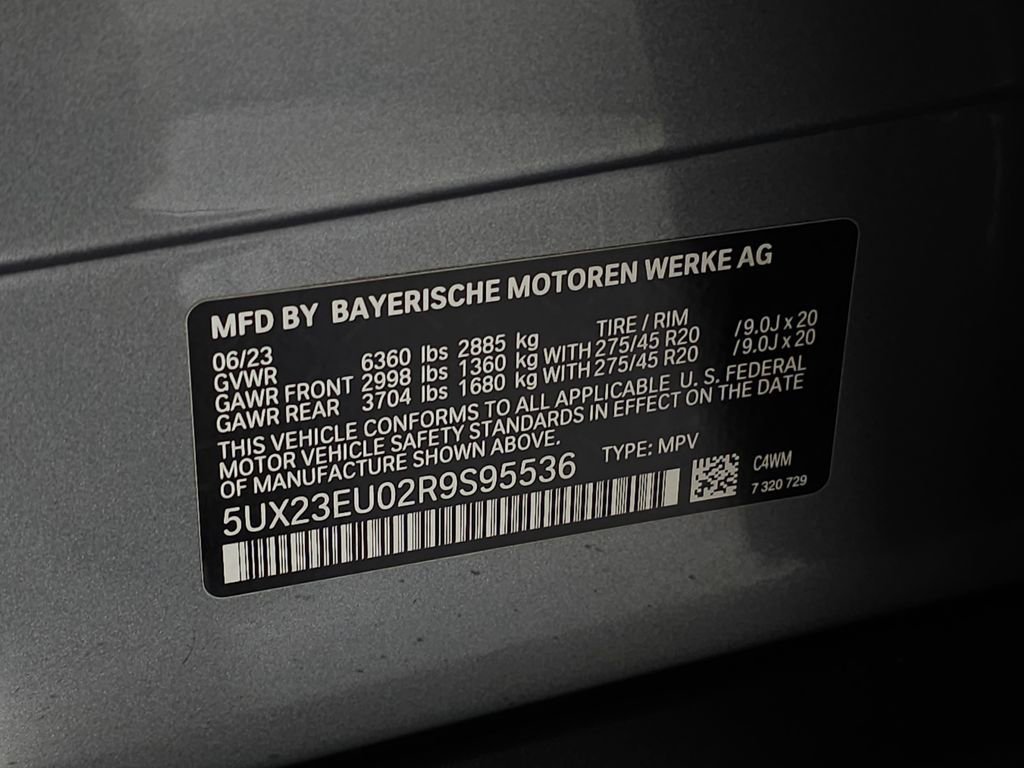 MFD BY BAYERISCHE MOTOREN WERKE AG
06/23 TIRE / RIM
GVWR 6360 lbs 2885 kg
GAWR FRONT 2998 lbs 1360 kg WITH 275/45 R20 /9.0J x 20
GAWR REAR 3704 lbs 1680 kg WITH 275/45 R20 /9.0J x 20
THIS VEHICLE CONFORMS TO ALL APPLICABLE U. S. FEDERAL
MOTOR VEHICLE SAFETY STANDARDS IN EFFECT ON THE DATE
OF MANUFACTURE SHOWN ABOVE.
5UX23EU02R9S95536 TYPE: MPV
C4WM
7 320 729